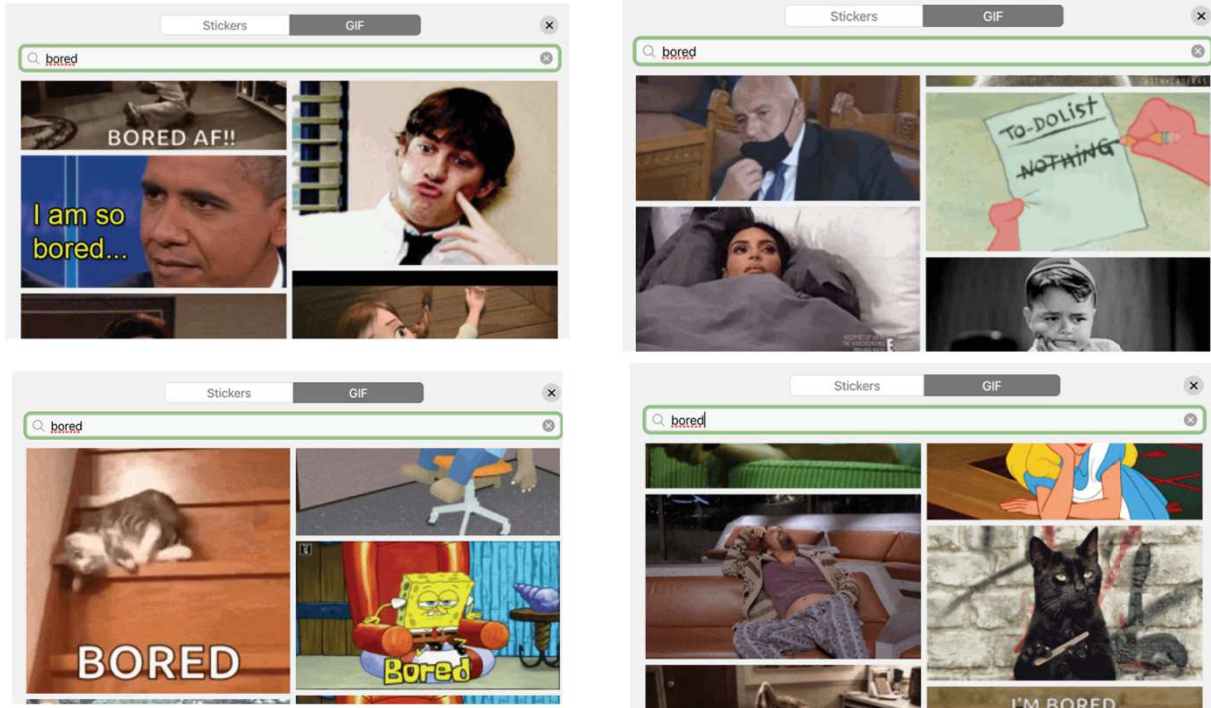 Stickers
GIF
bored
BORED AF!!
I am so
bored...
Stickers
GIF
bored
TO-DO LIST
NOTHING
E
Stickers
GIF
bored
BORED
Bored
Stickers
GIF
bored
I'M BORED